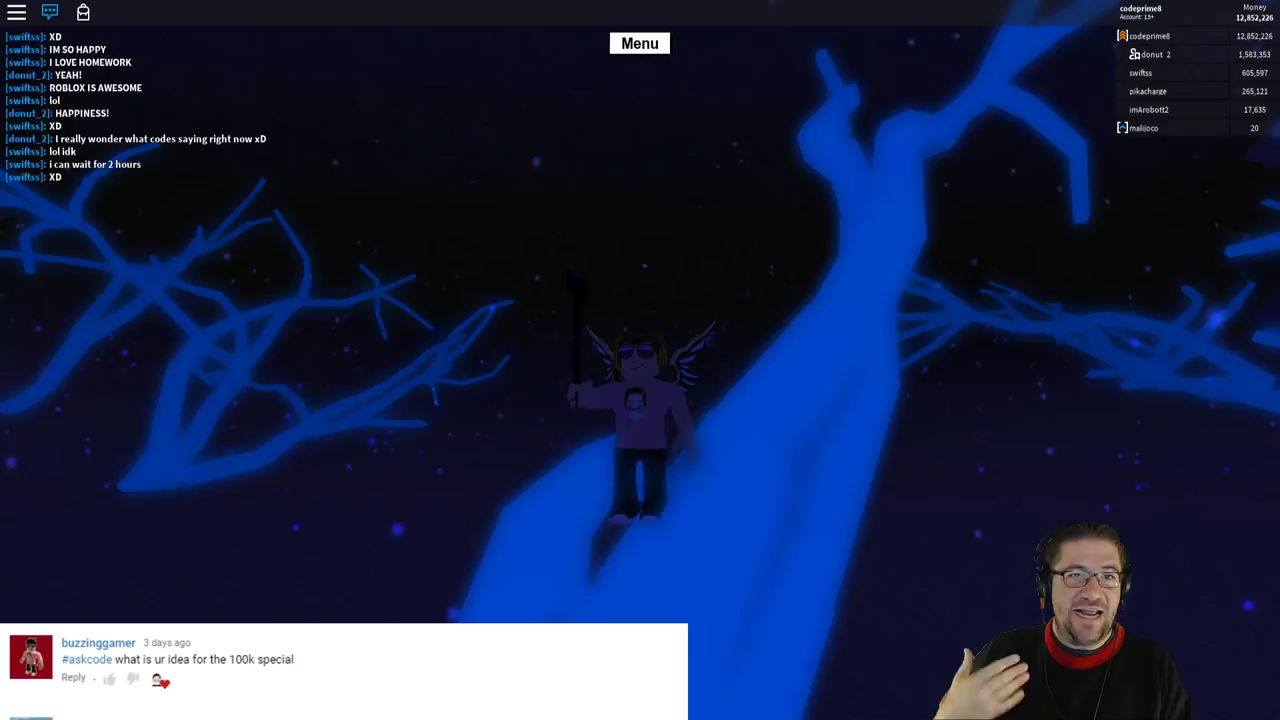 [swiftss]: XD
[swiftss]: IM SO HAPPY
[swiftss]: I LOVE HOMEWORK
[donut_2]: YEAH!
[swiftss]: ROBLOX IS AWESOME
[swiftss]: lol
[donut_2]: HAPPINESS!
[swiftss]: XD
[donut_2]: I really wonder what codes saying right now xD
[swiftss]: lol idk
[swiftss]: i can wait for 2 hours
[swiftss]: XD
Menu
codeprime8 Money
Account: 13+ 12,852,226
codeprime8 12,852,226
donut_2 1,583,353
swiftss 605,597
pikacharge 265,121
imArobott2 17,635
malijoco 20
buzzinggamer 3 days ago
#askcode what is ur idea for the 100k special
Reply